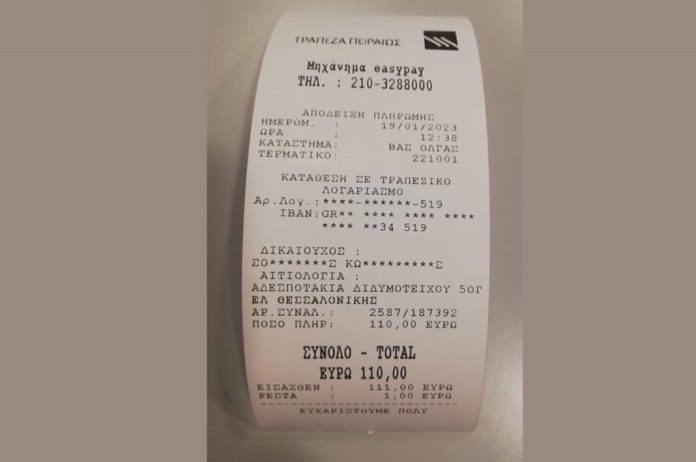 ΤΡΑΠΕΖΑ ΠΕΙΡΑΙΩΣ
Μηχάνημα easypay
ΤΗΛ. : 210-3288000
ΑΠΟΔΕΙΞΗ ΠΛΗΡΩΜΗΣ
ΗΜΕΡΟΜ. : 19/01/2023
ΩΡΑ : 12:38
ΚΑΤΑΣΤΗΜΑ: ΒΑΣ ΟΛΓΑΣ
ΤΕΡΜΑΤΙΚΟ: 221001
ΚΑΤΑΘΕΣΗ ΣΕ ΤΡΑΠΕΖΙΚΟ
ΛΟΓΑΡΙΑΣΜΟ
Αρ.Λογ.:****-******-519
IBAN:GR** **** **** ****
**** **34 519
ΔΙΚΑΙΟΥΧΟΣ :
ΣΟ*******Σ ΚΩ*********Σ
ΑΙΤΙΟΛΟΓΙΑ :
ΑΔΕΣΠΟΤΑΚΙΑ ΔΙΔΥΜΟΤΕΙΧΟΥ 50Γ
ΕΛ ΘΕΣΣΑΛΟΝΙΚΗΣ
ΑΡ.ΣΥΝΑΛ.: 2587/187392
ΠΟΣΟ ΠΛΗΡ: 110,00 ΕΥΡΩ
ΣΥΝΟΛΟ - TOTAL
ΕΥΡΩ 110,00
ΕΙΣΑΧΘΕΝ : 111,00 ΕΥΡΩ
ΡΕΣΤΑ : 1,00 ΕΥΡΩ
ΕΥΧΑΡΙΣΤΟΥΜΕ ΠΟΛΥ